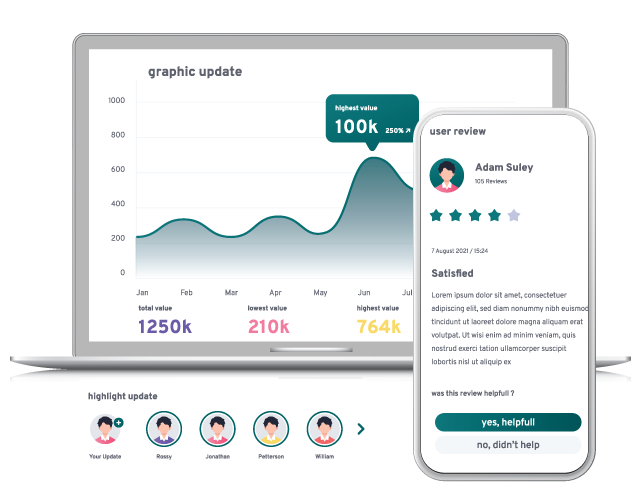 graphic update
1000
800
600
400
200
0
highest value
100k 250%
Jan Feb Mar Apr May Jun Jul
total value
1250k
lowest value
210k
highest value
764k
highlight update
Your Update
Rossy
Jonathan
Petterson
William
user review
Adam Suley
105 Reviews
7 August 2021 / 15:24
Satisfied
Lorem ipsum dolor sit amet, consectetuer
adipiscing elit, sed diam nonummy nibh euismod
tincidunt ut laoreet dolore magna aliquam erat
volutpat. Ut wisi enim ad minim veniam, quis
nostrud exerci tation ullamcorper suscipit
lobortis nisl ut aliquip ex
was this review helpfull ?
yes, helpfull
no, didn't help